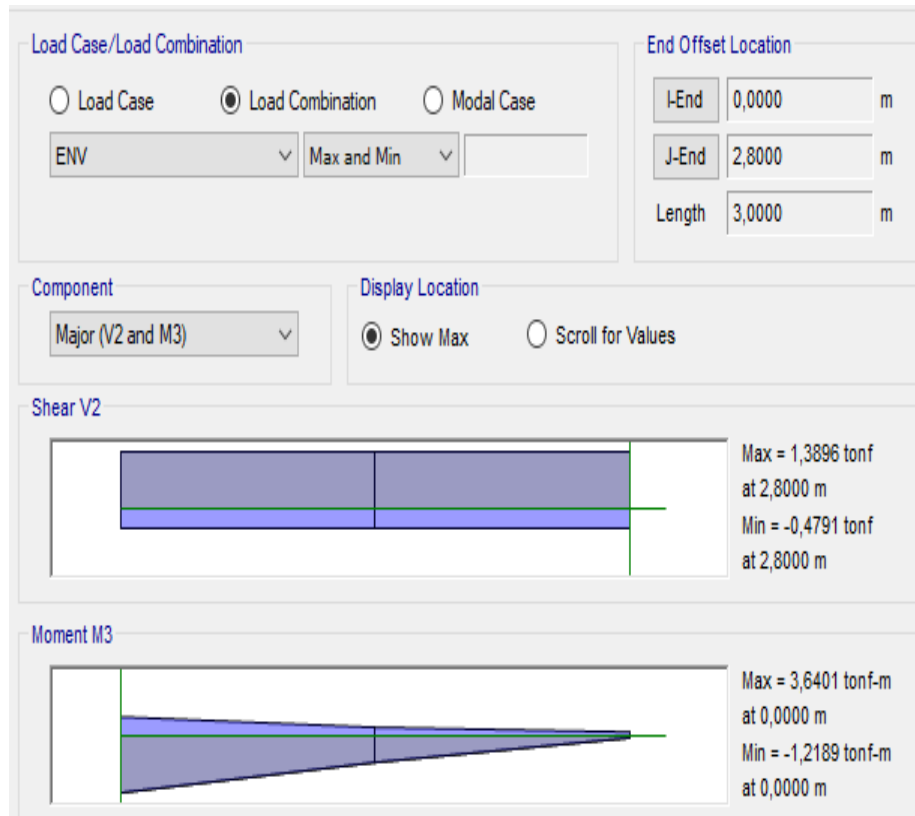 Load Case/Load Combination
Load Case Load Combination Modal Case
ENV Max and Min
End Offset Location
I-End 0,0000 m
J-End 2,8000 m
Length 3,0000 m
Component
Major (V2 and M3)
Display Location
Show Max Scroll for Values
Shear V2
Max = 1,3896 tonf
at 2,8000 m
Min = -0,4791 tonf
at 2,8000 m
Moment M3
Max = 3,6401 tonf-m
at 0,0000 m
Min = -1,2189 tonf-m
at 0,0000 m